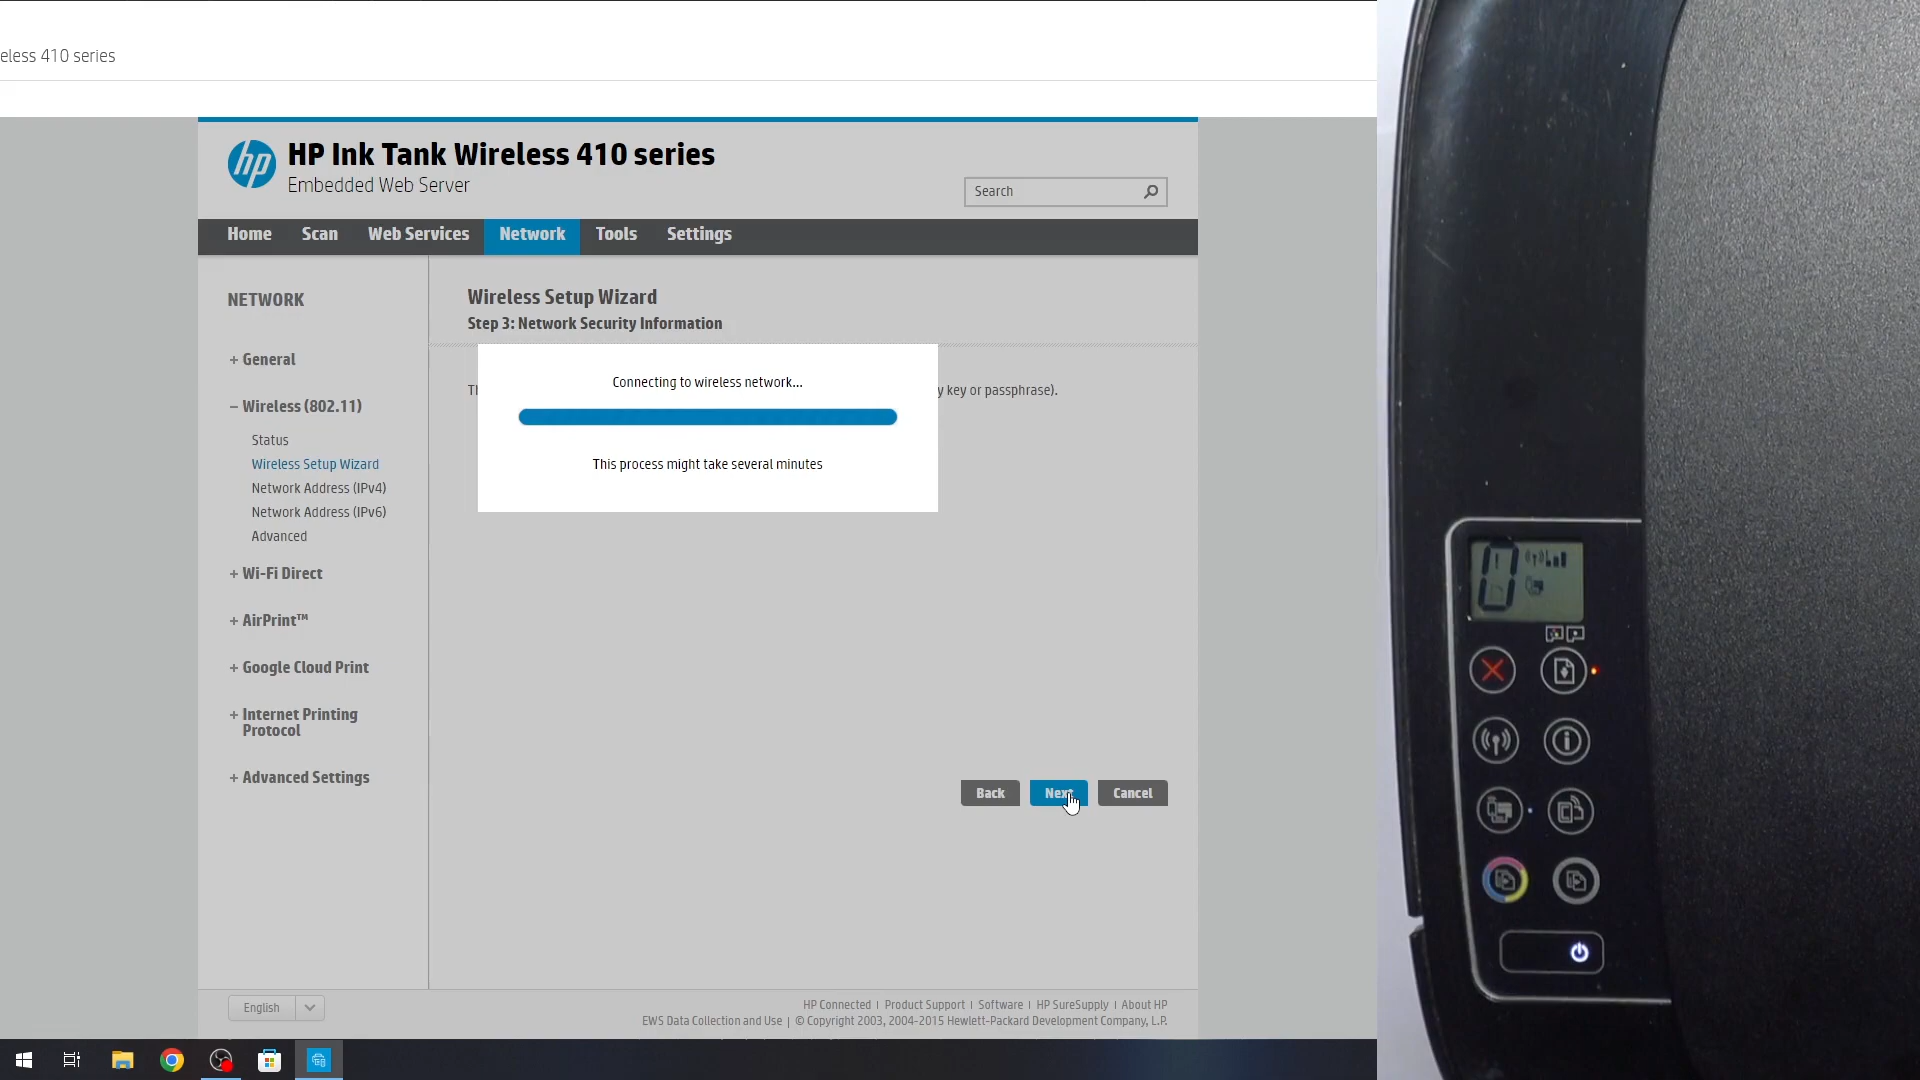 eless 410 series
hp
HP Ink Tank Wireless 410 series
Embedded Web Server
Search
Home Scan Web Services Network Tools Settings
NETWORK
+ General
– Wireless (802.11)
Status
Wireless Setup Wizard
Network Address (IPv4)
Network Address (IPv6)
Advanced
+ Wi-Fi Direct
+ AirPrint™
+ Google Cloud Print
+ Internet Printing
Protocol
+ Advanced Settings
Wireless Setup Wizard
Step 3: Network Security Information
key or passphrase).
Connecting to wireless network...
This process might take several minutes
Back Next Cancel
English
HP Connected | Product Support | Software | HP SureSupply | About HP
EWS Data Collection and Use | © Copyright 2003, 2004-2015 Hewlett-Packard Development Company, L.P.
0